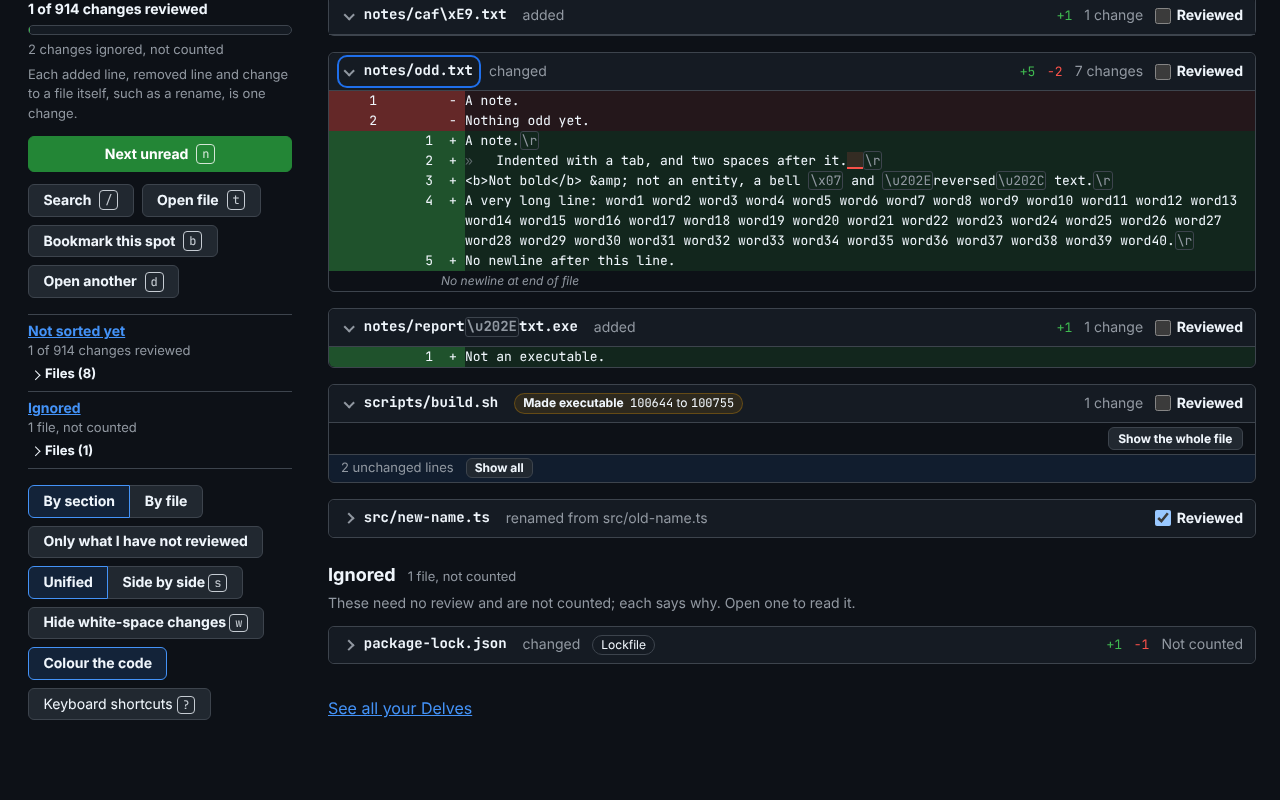 1 of 914 changes reviewed
2 changes ignored, not counted
Each added line, removed line and change
to a file itself, such as a rename, is one
change.
Next unread n
Search / Open file t
Bookmark this spot b
Open another d
Not sorted yet
1 of 914 changes reviewed
Files (8)
Ignored
1 file, not counted
Files (1)
By section By file
Only what I have not reviewed
Unified Side by side s
Hide white-space changes w
Colour the code
Keyboard shortcuts ?
notes/caf\xE9.txt added +1 1 change Reviewed
notes/odd.txt changed +5 -2 7 changes Reviewed
1 - A note.
2 - Nothing odd yet.
1 + A note.\r
2 + » Indented with a tab, and two spaces after it. \r
3 + <b>Not bold</b> &amp; not an entity, a bell \x07 and \u202Ereversed\u202C text.\r
4 + A very long line: word1 word2 word3 word4 word5 word6 word7 word8 word9 word10 word11 word12 word13
word14 word15 word16 word17 word18 word19 word20 word21 word22 word23 word24 word25 word26 word27
word28 word29 word30 word31 word32 word33 word34 word35 word36 word37 word38 word39 word40.\r
5 + No newline after this line.
No newline at end of file
notes/report\u202Etxt.exe added +1 1 change Reviewed
1 + Not an executable.
scripts/build.sh Made executable 100644 to 100755 1 change Reviewed
Show the whole file
2 unchanged lines Show all
src/new-name.ts renamed from src/old-name.ts Reviewed
Ignored 1 file, not counted
These need no review and are not counted; each says why. Open one to read it.
package-lock.json changed Lockfile +1 -1 Not counted
See all your Delves